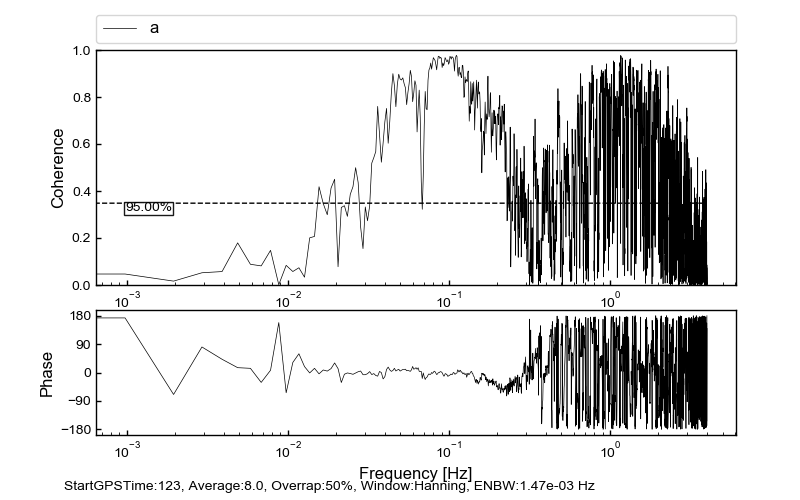 a
1.0
0.8
0.6
0.4
0.2
0.0
Coherence
95.00%
10⁻³ 10⁻² 10⁻¹ 10⁰
180
90
0
−90
−180
Phase
10⁻³ 10⁻² 10⁻¹ 10⁰
Frequency [Hz]
StartGPSTime:123, Average:8.0, Overrap:50%, Window:Hanning, ENBW:1.47e-03 Hz